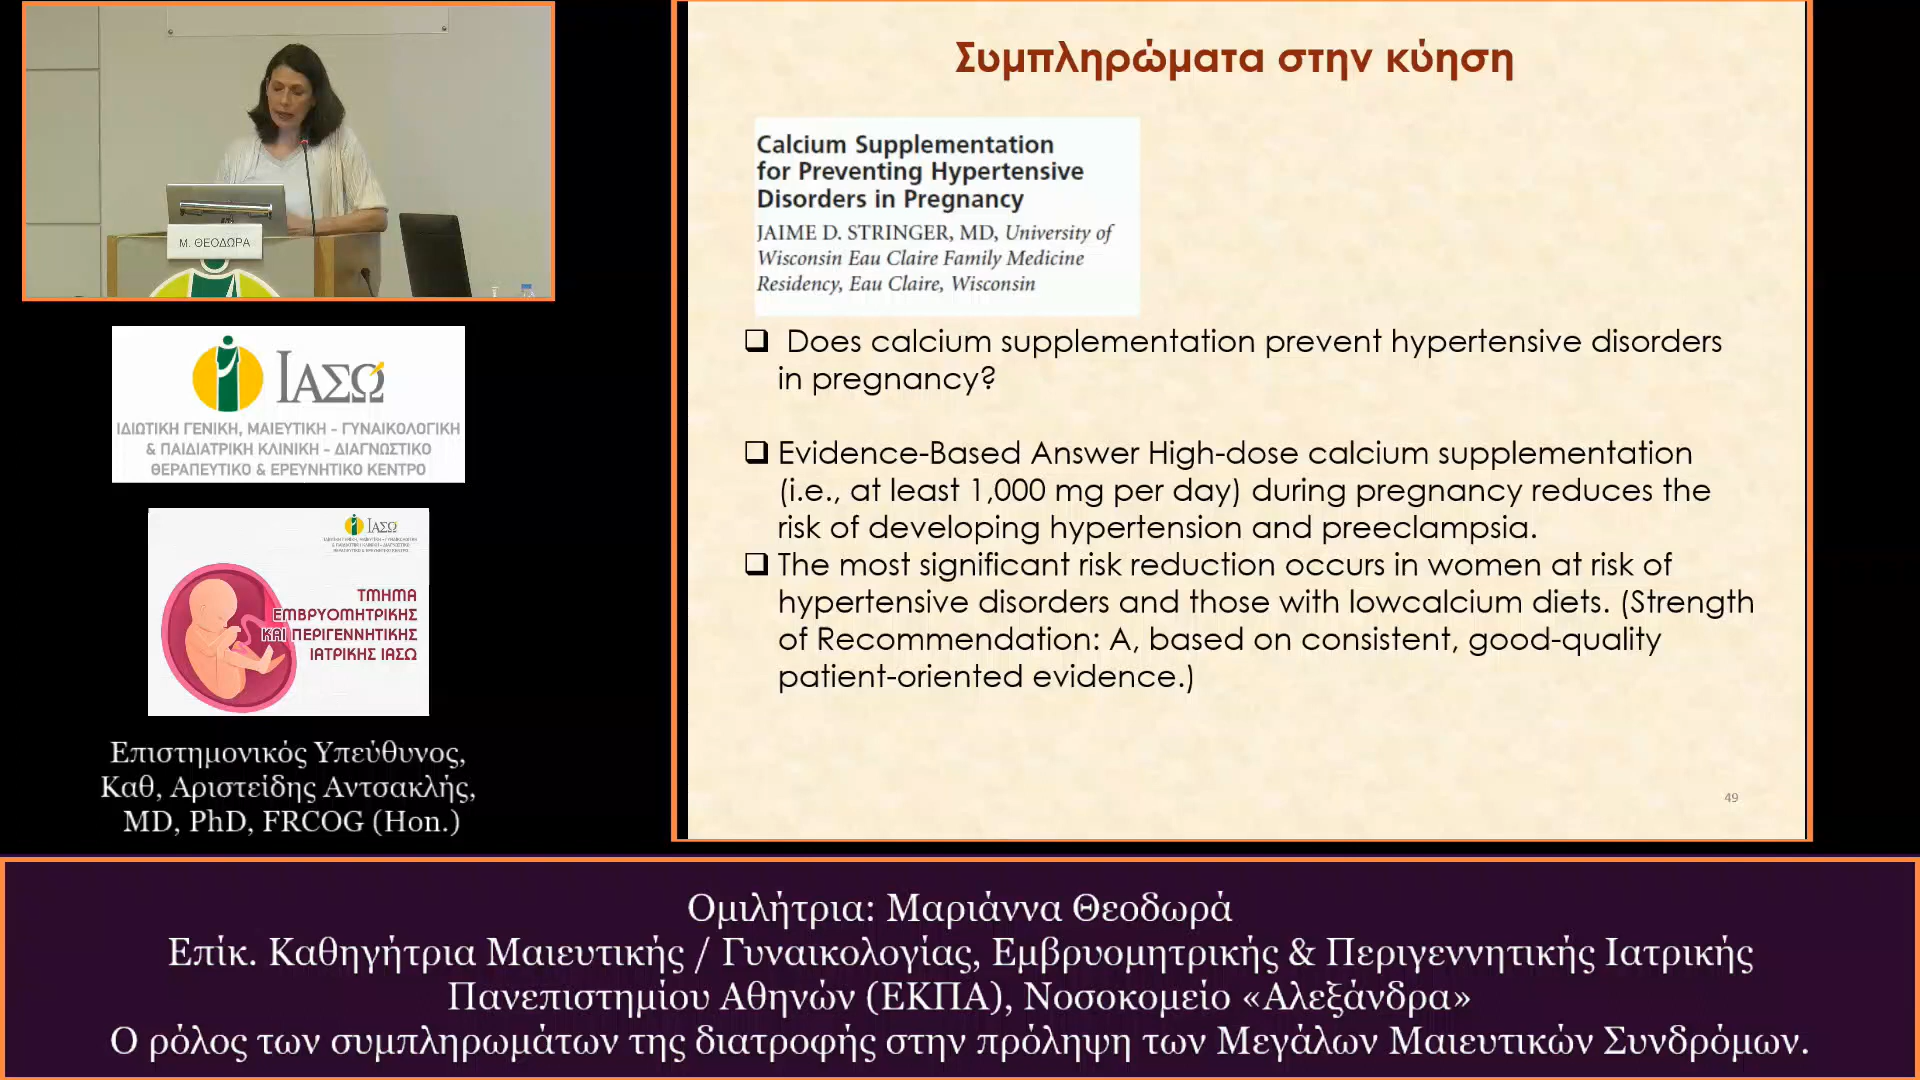 Μ. ΘΕΟΔΩΡΑ
ΙΑΣΩ
ΙΔΙΩΤΙΚΗ ΓΕΝΙΚΗ, ΜΑΙΕΥΤΙΚΗ - ΓΥΝΑΙΚΟΛΟΓΙΚΗ
& ΠΑΙΔΙΑΤΡΙΚΗ ΚΛΙΝΙΚΗ - ΔΙΑΓΝΩΣΤΙΚΟ
ΘΕΡΑΠΕΥΤΙΚΟ & ΕΡΕΥΝΗΤΙΚΟ ΚΕΝΤΡΟ
ΙΑΣΩ
ΤΜΗΜΑ
ΕΜΒΡΥΟΜΗΤΡΙΚΗΣ
ΚΑΙ ΠΕΡΙΓΕΝΝΗΤΙΚΗΣ
ΙΑΤΡΙΚΗΣ ΙΑΣΩ
Επιστημονικός Υπεύθυνος,
Καθ, Αριστείδης Αντσακλής,
MD, PhD, FRCOG (Hon.)
Συμπληρώματα στην κύηση
Calcium Supplementation
for Preventing Hypertensive
Disorders in Pregnancy
JAIME D. STRINGER, MD, University of
Wisconsin Eau Claire Family Medicine
Residency, Eau Claire, Wisconsin
Does calcium supplementation prevent hypertensive disorders
in pregnancy?
Evidence-Based Answer High-dose calcium supplementation
(i.e., at least 1,000 mg per day) during pregnancy reduces the
risk of developing hypertension and preeclampsia.
The most significant risk reduction occurs in women at risk of
hypertensive disorders and those with lowcalcium diets. (Strength
of Recommendation: A, based on consistent, good-quality
patient-oriented evidence.)
49
Ομιλήτρια: Μαριάννα Θεοδωρά
Επίκ. Καθηγήτρια Μαιευτικής / Γυναικολογίας, Εμβρυομητρικής & Περιγεννητικής Ιατρικής
Πανεπιστημίου Αθηνών (ΕΚΠΑ), Νοσοκομείο «Αλεξάνδρα»
Ο ρόλος των συμπληρωμάτων της διατροφής στην πρόληψη των Μεγάλων Μαιευτικών Συνδρόμων.